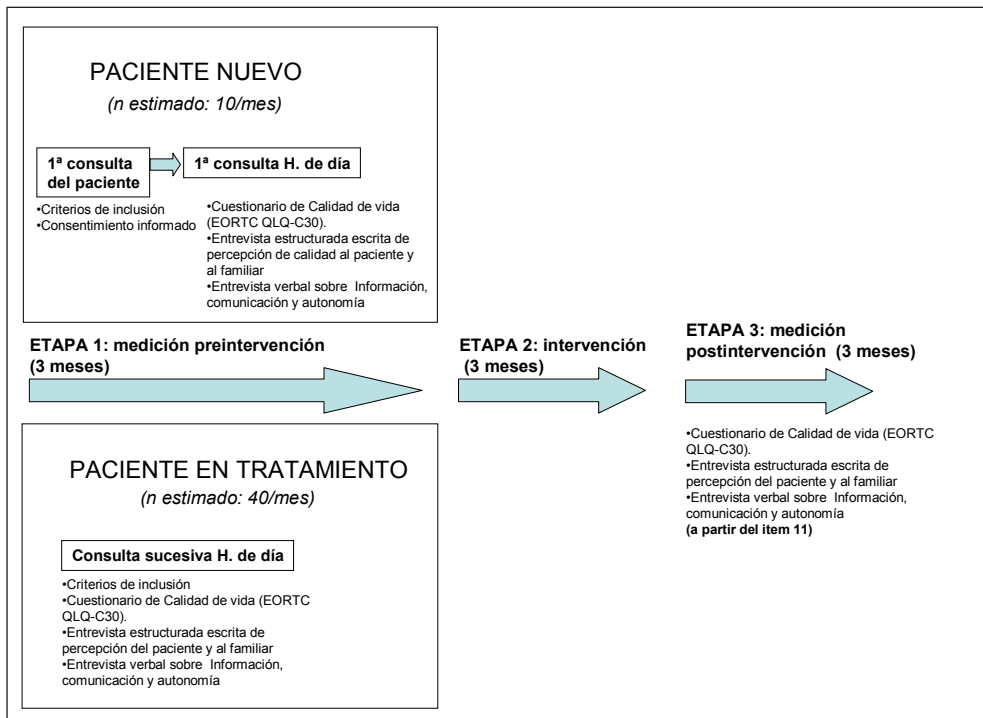 PACIENTE NUEVO
(n estimado: 10/mes)
1ª consulta
del paciente
1ª consulta H. de día
•Criterios de inclusión
•Consentimiento informado
•Cuestionario de Calidad de vida
(EORTC QLQ-C30).
•Entrevista estructurada escrita de
percepción de calidad al paciente y
al familiar
•Entrevista verbal sobre Información,
comunicación y autonomía
ETAPA 1: medición preintervención
(3 meses)
ETAPA 2: intervención
(3 meses)
ETAPA 3: medición
postintervención (3 meses)
•Cuestionario de Calidad de vida (EORTC
QLQ-C30).
•Entrevista estructurada escrita de
percepción del paciente y al familiar
•Entrevista verbal sobre Información,
comunicación y autonomía
(a partir del item 11)
PACIENTE EN TRATAMIENTO
(n estimado: 40/mes)
Consulta sucesiva H. de día
•Criterios de inclusión
•Cuestionario de Calidad de vida (EORTC
QLQ-C30).
•Entrevista estructurada escrita de
percepción del paciente y al familiar
•Entrevista verbal sobre Información,
comunicación y autonomía